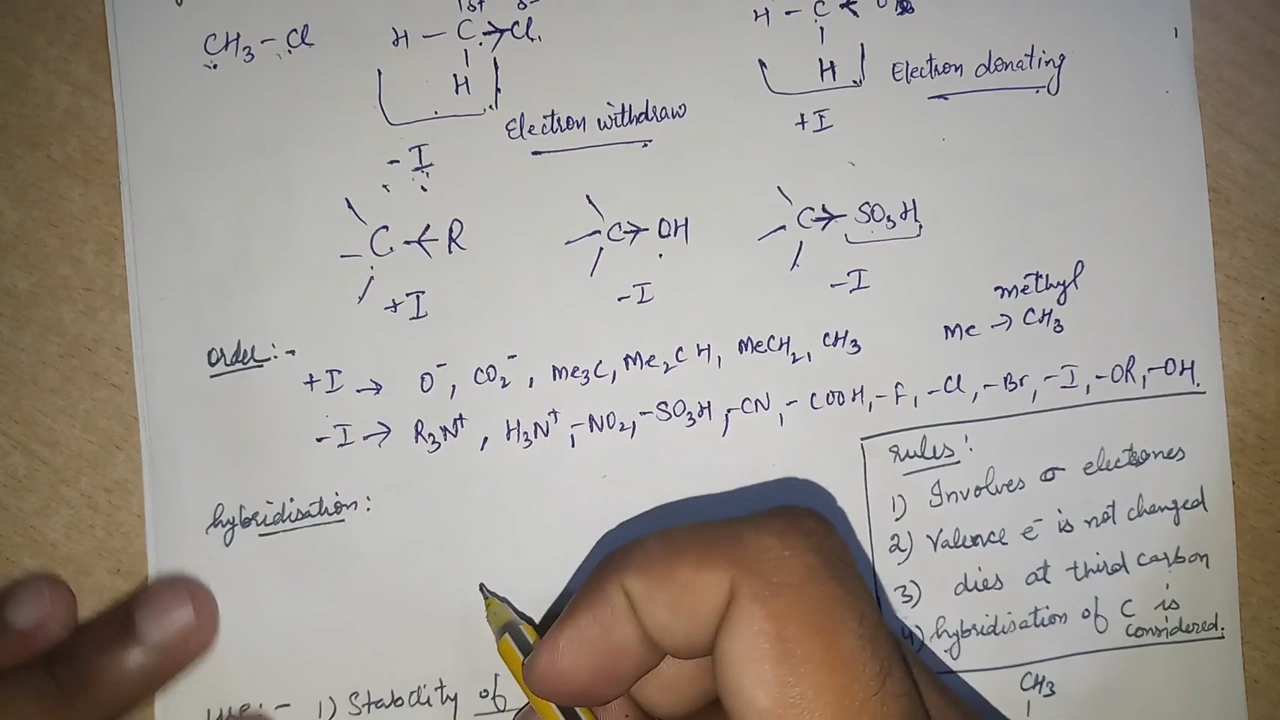 CH3 – Cl
H – C → Cl
H
H – C ←
H
Electron withdraw
Electron donating
– I
+I
C ← R
+I
C → OH
–I
C → SO3H
–I
methyl
Me → CH3
order:-
+I → O⁻, CO2⁻, Me3C, Me2CH, MeCH2, CH3
-I → R3N⁺, H3N⁺, -NO2, -SO3H, -CN, -COOH, -F, -Cl, -Br, -I, -OR, -OH.
hybridisation:
rules:
1) Involves σ electrones
2) Valence e⁻ is not changed
3) dies at third carbon
4) hybridisation of C is
considered.
use:- 1) Stability of
CH3